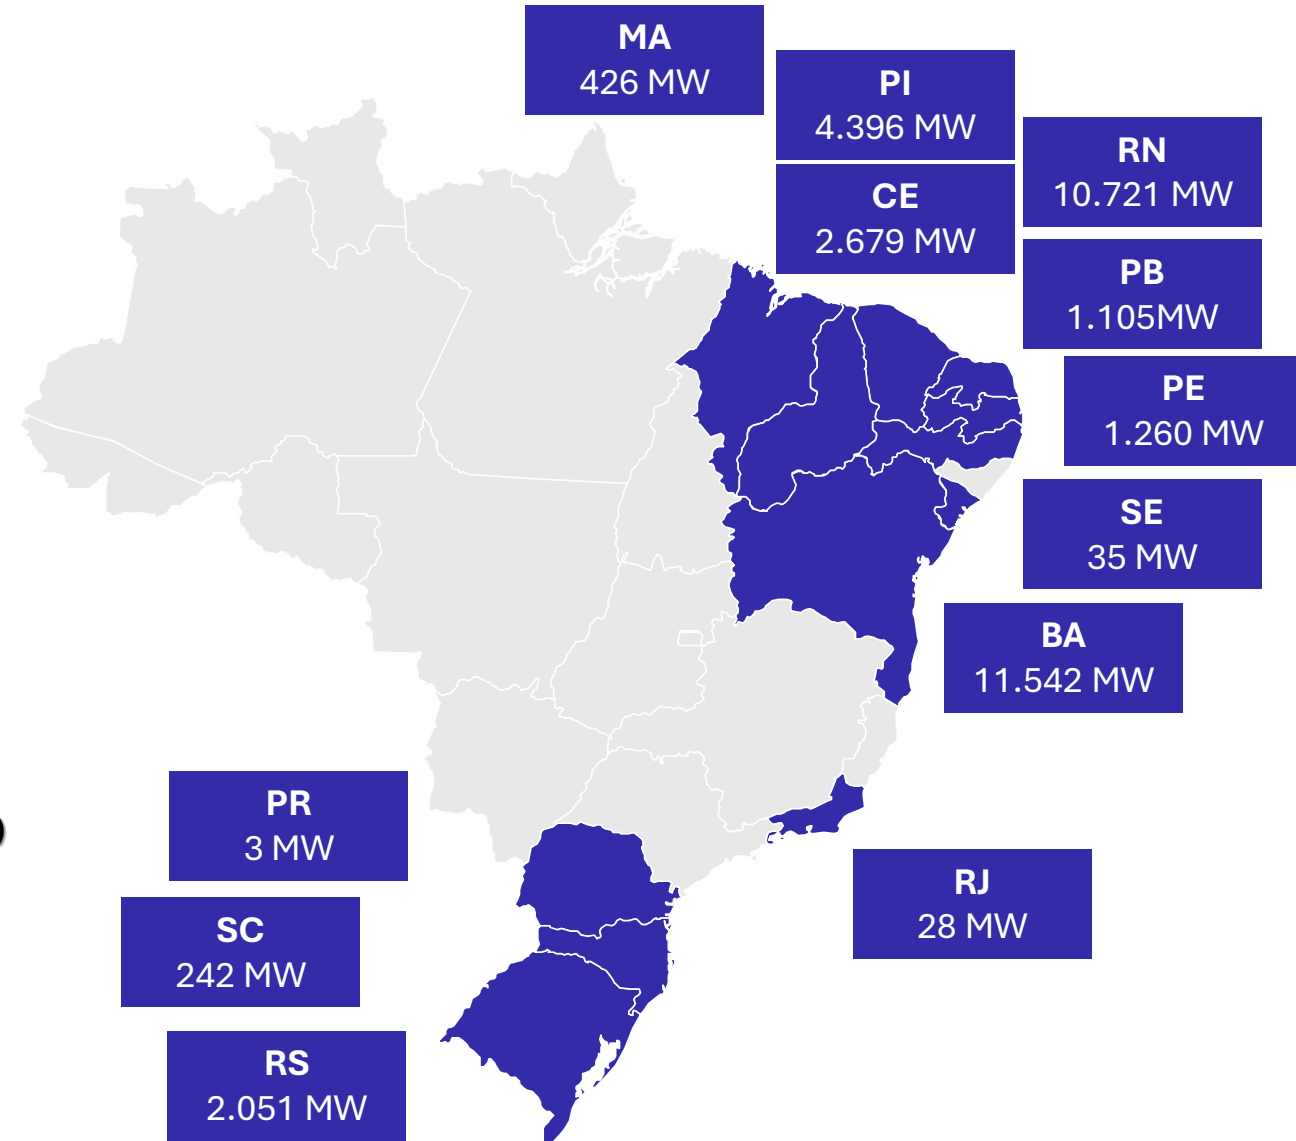 MA
426 MW
PI
4.396 MW
CE
2.679 MW
RN
10.721 MW
PB
1.105MW
PE
1.260 MW
SE
35 MW
BA
11.542 MW
PR
3 MW
SC
242 MW
RS
2.051 MW
RJ
28 MW